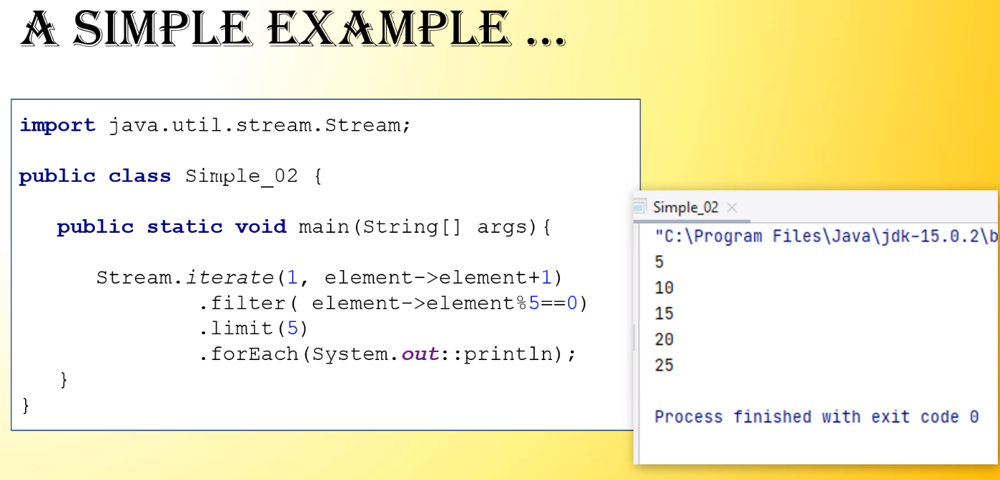 A SIMPLE EXAMPLE ...
import java.util.stream.Stream;
public class Simple_02 {
public static void main(String[] args){
Stream.iterate(1, element->element+1)
.filter( element->element%5==0)
.limit(5)
.forEach(System.out::println);
}
}
Simple_02
"C:\Program Files\Java\jdk-15.0.2\b
5
10
15
20
25
Process finished with exit code 0